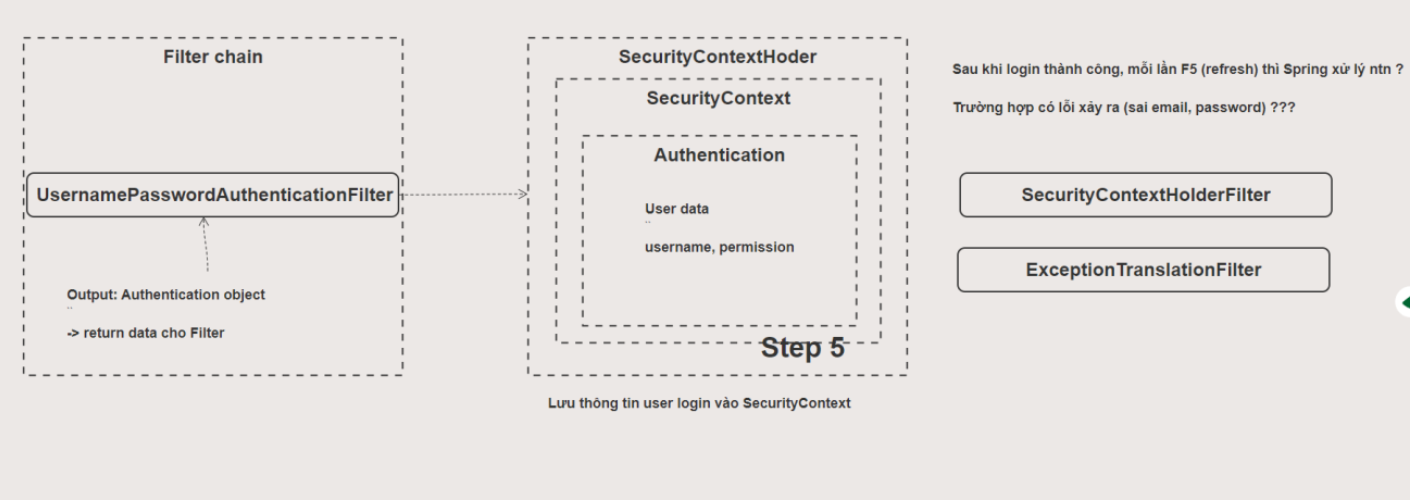 Filter chain
UsernamePasswordAuthenticationFilter
Output: Authentication object
-> return data cho Filter
SecurityContextHoder
SecurityContext
Authentication
User data
username, permission
Step 5
Lưu thông tin user login vào SecurityContext
Sau khi login thành công, mỗi lần F5 (refresh) thì Spring xử lý ntn ?
Trường hợp có lỗi xảy ra (sai email, password) ???
SecurityContextHolderFilter
ExceptionTranslationFilter